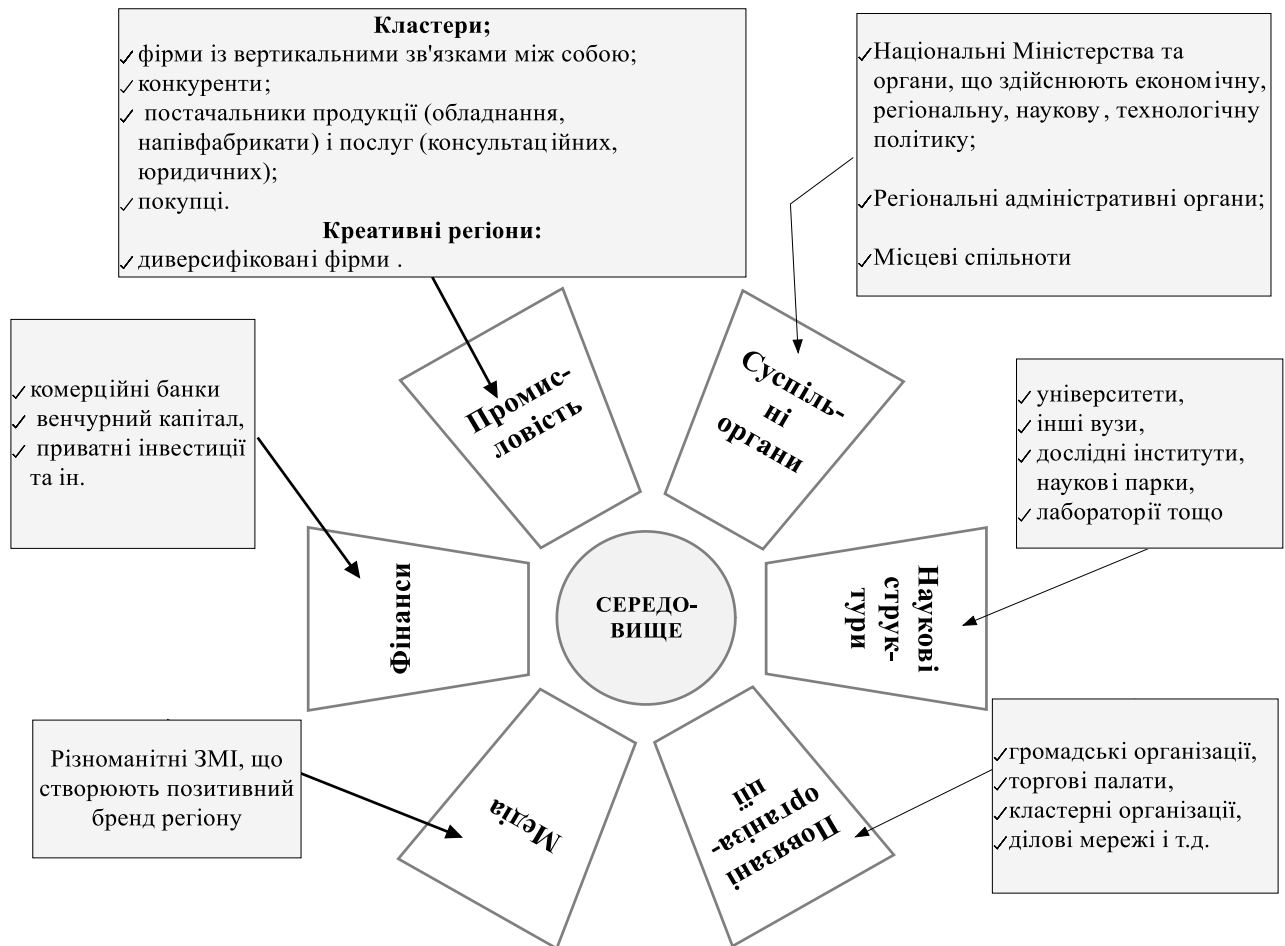 Кластери;
✓ фірми із вертикальними зв'язками між собою;
✓ конкуренти;
✓ постачальники продукції (обладнання,
напівфабрикати) і послуг (консультаційних,
юридичних);
✓ покупці.
Креативні регіони:
✓ диверсифіковані фірми .
✓ Національні Міністерства та
органи, що здійснюють економічну,
регіональну, наукову , технологічну
політику;
✓ Регіональні адміністративні органи;
✓ Місцеві спільноти
✓ комерційні банки
✓ венчурний капітал,
✓ приватні інвестиції
та ін.
✓ університети,
✓ інші вузи,
✓ дослідні інститути,
наукові парки,
✓ лабораторії тощо
Промис-
ловість
Суспіль-
ні
органи
Фінанси
СЕРЕДО-
ВИЩЕ
Наукові
струк-
тури
Медіа
Повязані
організа-
ції
Різноманітні ЗМІ, що
створюють позитивний
бренд регіону
✓ громадські організації,
✓ торгові палати,
✓ кластерні організації,
✓ ділові мережі і т.д.